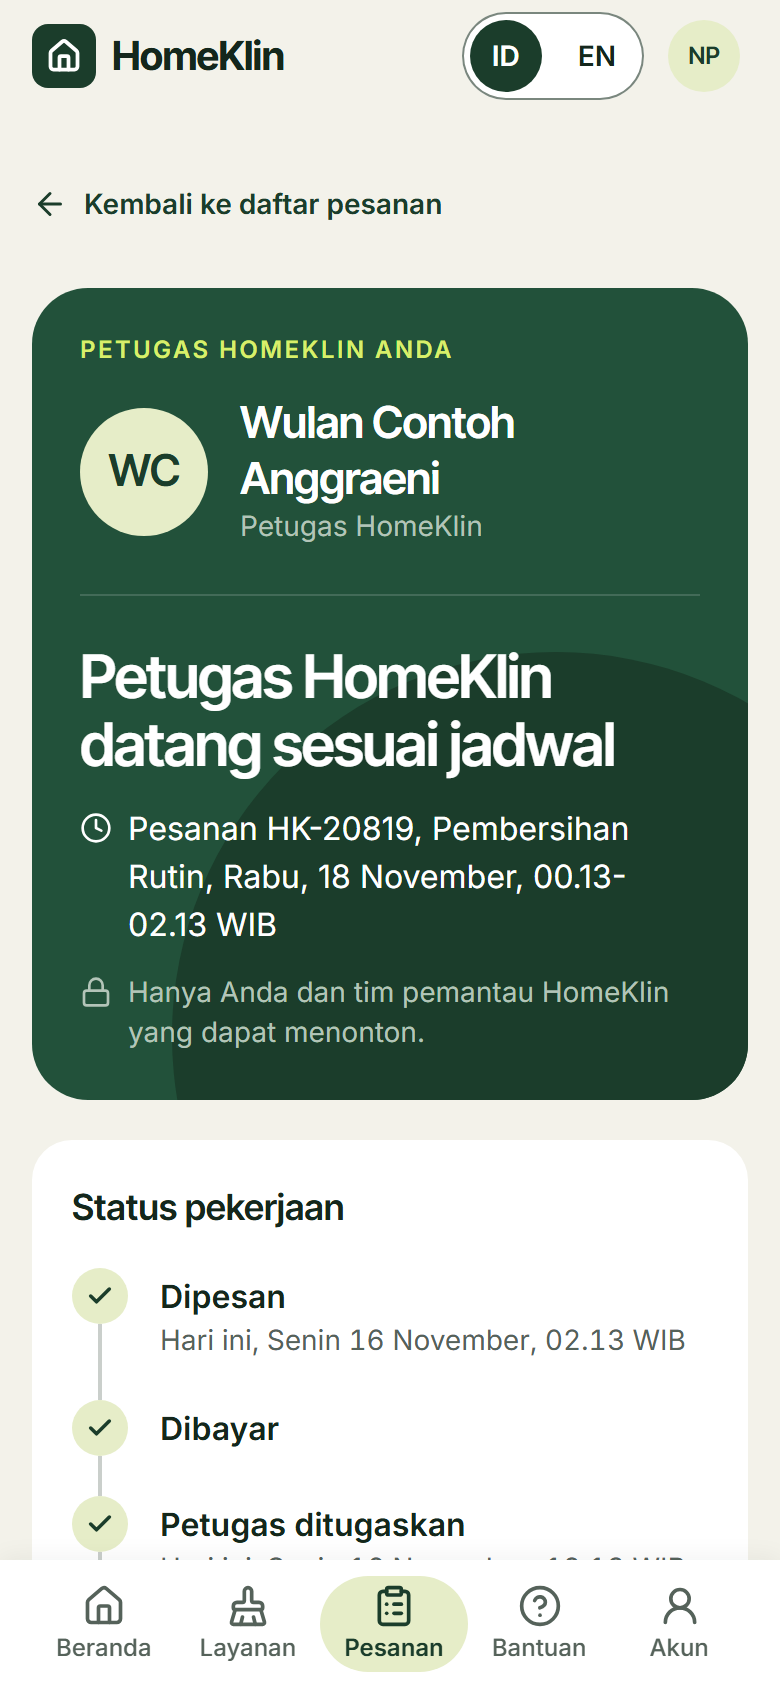 HomeKlin
ID
EN
NP
Kembali ke daftar pesanan
PETUGAS HOMEKLIN ANDA
WC
Wulan Contoh
Anggraeni
Petugas HomeKlin
Petugas HomeKlin
datang sesuai jadwal
Pesanan HK-20819, Pembersihan
Rutin, Rabu, 18 November, 00.13-
02.13 WIB
Hanya Anda dan tim pemantau HomeKlin
yang dapat menonton.
Status pekerjaan
Dipesan
Hari ini, Senin 16 November, 02.13 WIB
Dibayar
Petugas ditugaskan
Beranda
Layanan
Pesanan
Bantuan
Akun